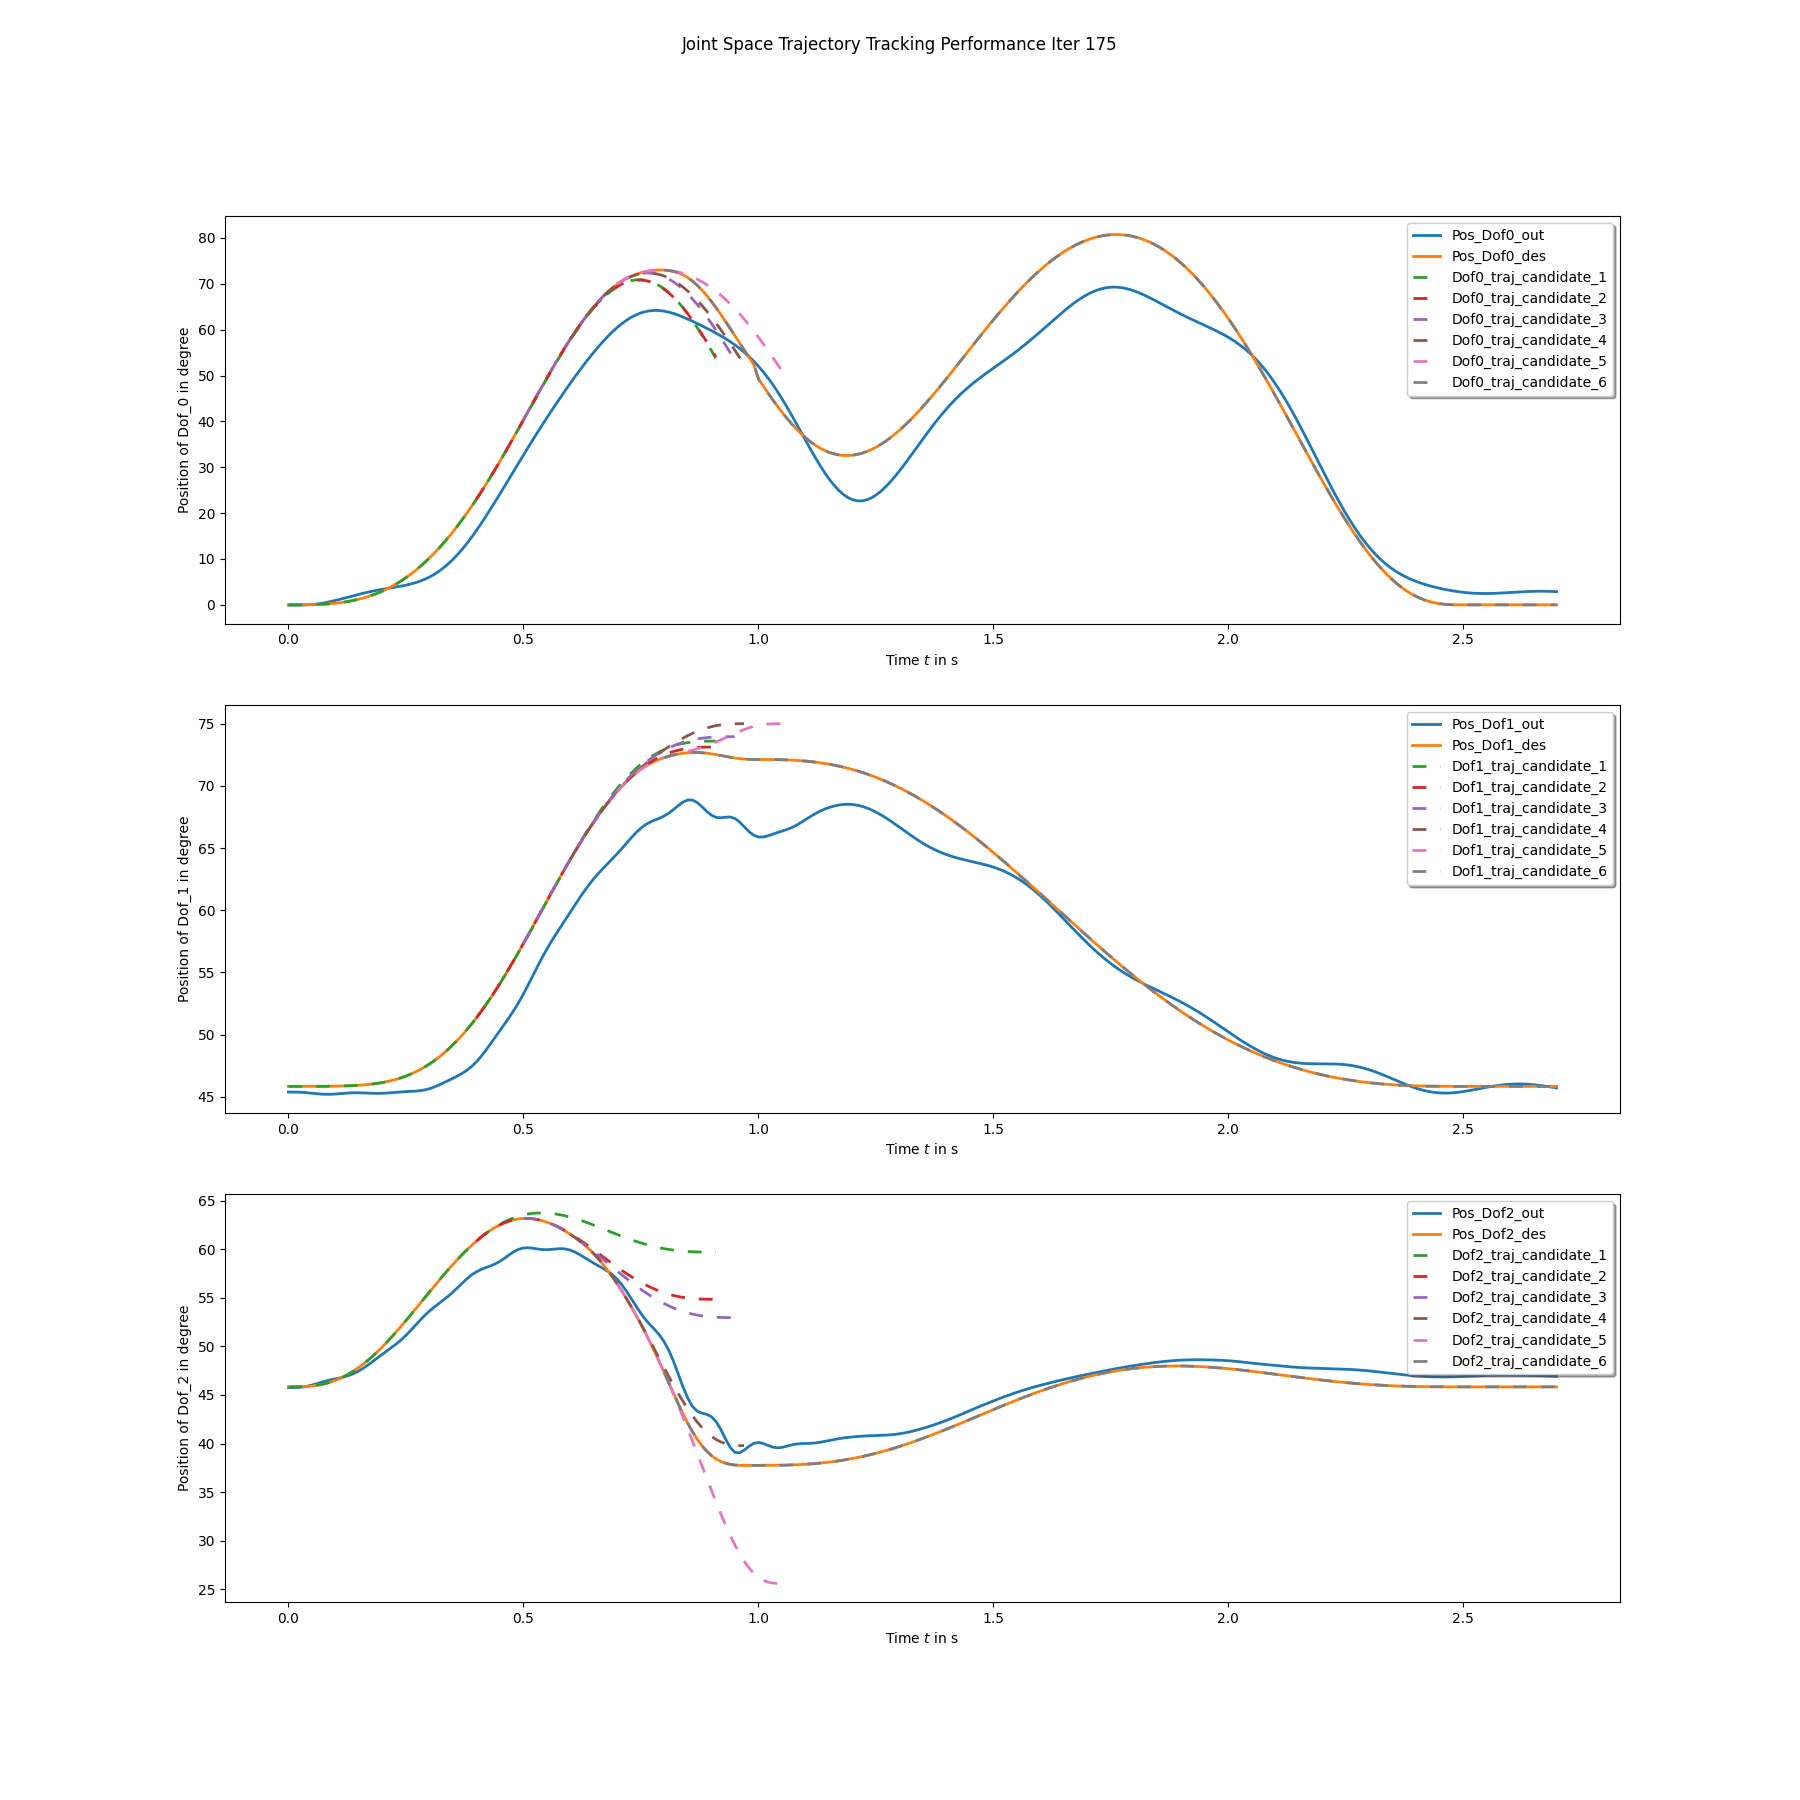 Joint Space Trajectory Tracking Performance Iter 175
80
70
60
50
40
30
20
10
0
Position of Dof_0 in degree
0.0 0.5 1.0 1.5 2.0 2.5
Time t in s
Pos_Dof0_out
Pos_Dof0_des
Dof0_traj_candidate_1
Dof0_traj_candidate_2
Dof0_traj_candidate_3
Dof0_traj_candidate_4
Dof0_traj_candidate_5
Dof0_traj_candidate_6
75
70
65
60
55
50
45
Position of Dof_1 in degree
0.0 0.5 1.0 1.5 2.0 2.5
Time t in s
Pos_Dof1_out
Pos_Dof1_des
Dof1_traj_candidate_1
Dof1_traj_candidate_2
Dof1_traj_candidate_3
Dof1_traj_candidate_4
Dof1_traj_candidate_5
Dof1_traj_candidate_6
65
60
55
50
45
40
35
30
25
Position of Dof_2 in degree
0.0 0.5 1.0 1.5 2.0 2.5
Time t in s
Pos_Dof2_out
Pos_Dof2_des
Dof2_traj_candidate_1
Dof2_traj_candidate_2
Dof2_traj_candidate_3
Dof2_traj_candidate_4
Dof2_traj_candidate_5
Dof2_traj_candidate_6